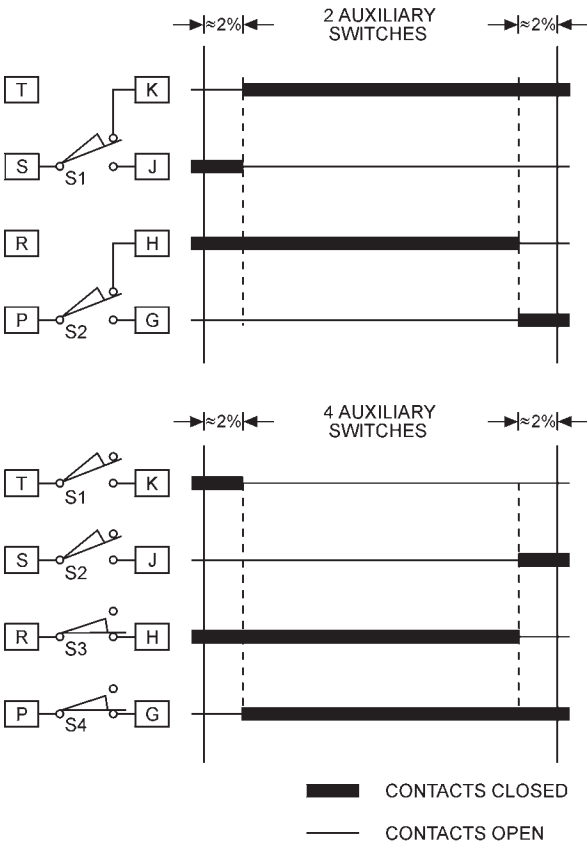 ≈2% 2 AUXILIARY ≈2%
SWITCHES
T K
S S1 J
R H
P S2 G
≈2% 4 AUXILIARY ≈2%
SWITCHES
T S1 K
S S2 J
R S3 H
P S4 G
CONTACTS CLOSED
CONTACTS OPEN